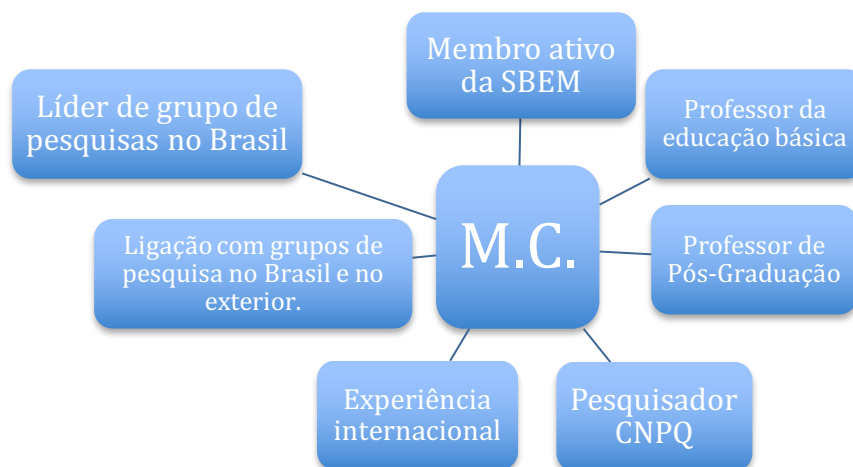 Membro ativo
da SBEM
Líder de grupo de
pesquisas no Brasil
Professor da
educação básica
M.C.
Ligação com grupos de
pesquisa no Brasil e no
exterior.
Professor de
Pós-Graduação
Experiência
internacional
Pesquisador
CNPQ